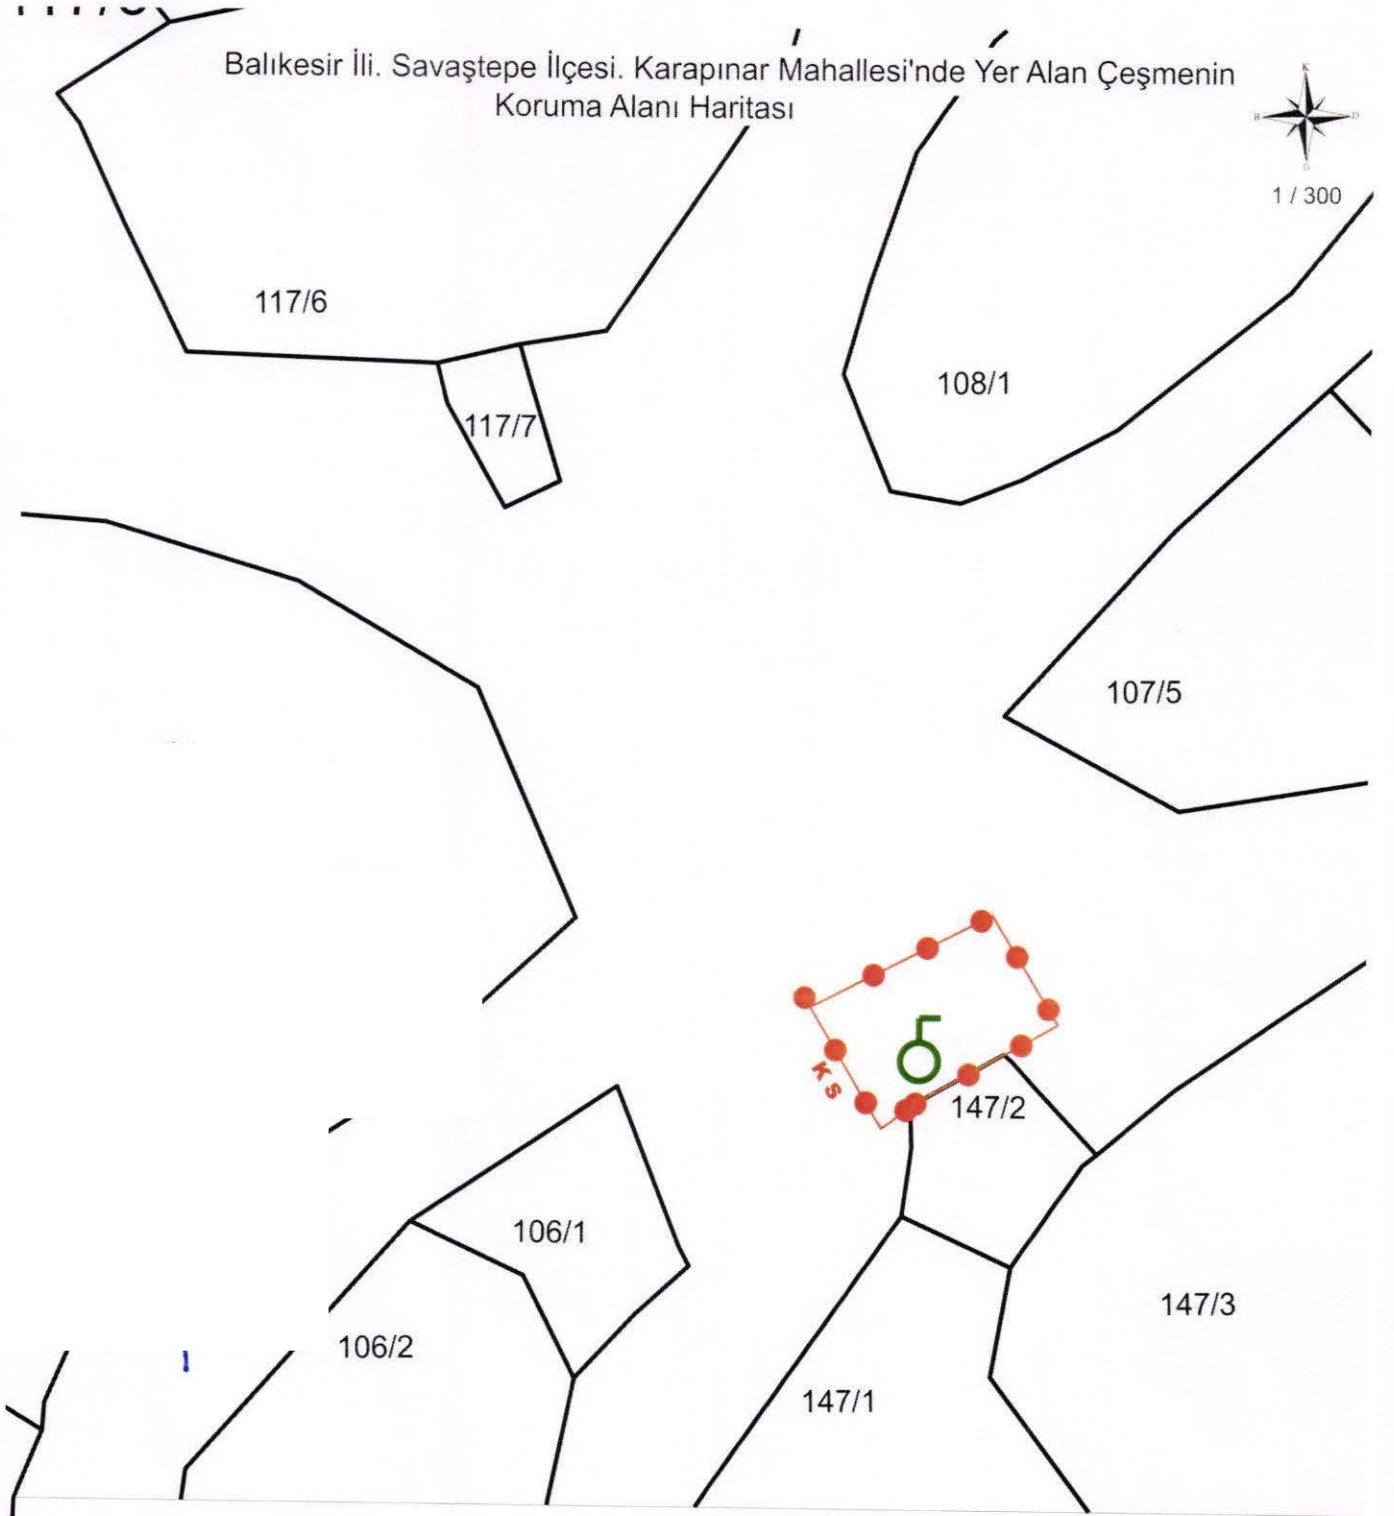 Balıkesir İli. Savaştepe İlçesi. Karapınar Mahallesi'nde Yer Alan Çeşmenin
Koruma Alanı Haritası
K
B
D
G
1 / 300
117/6
108/1
117/7
107/5
K S
147/2
106/1
147/3
106/2
147/1